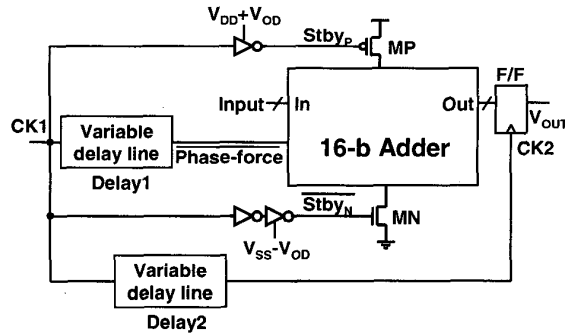 V_DD+V_OD
Stby_P
MP
F/F
Input
In
Out
V_OUT
CK1
Variable
delay line
Phase-force
16-b Adder
CK2
Delay1
Stby_N
MN
V_SS-V_OD
Variable
delay line
Delay2